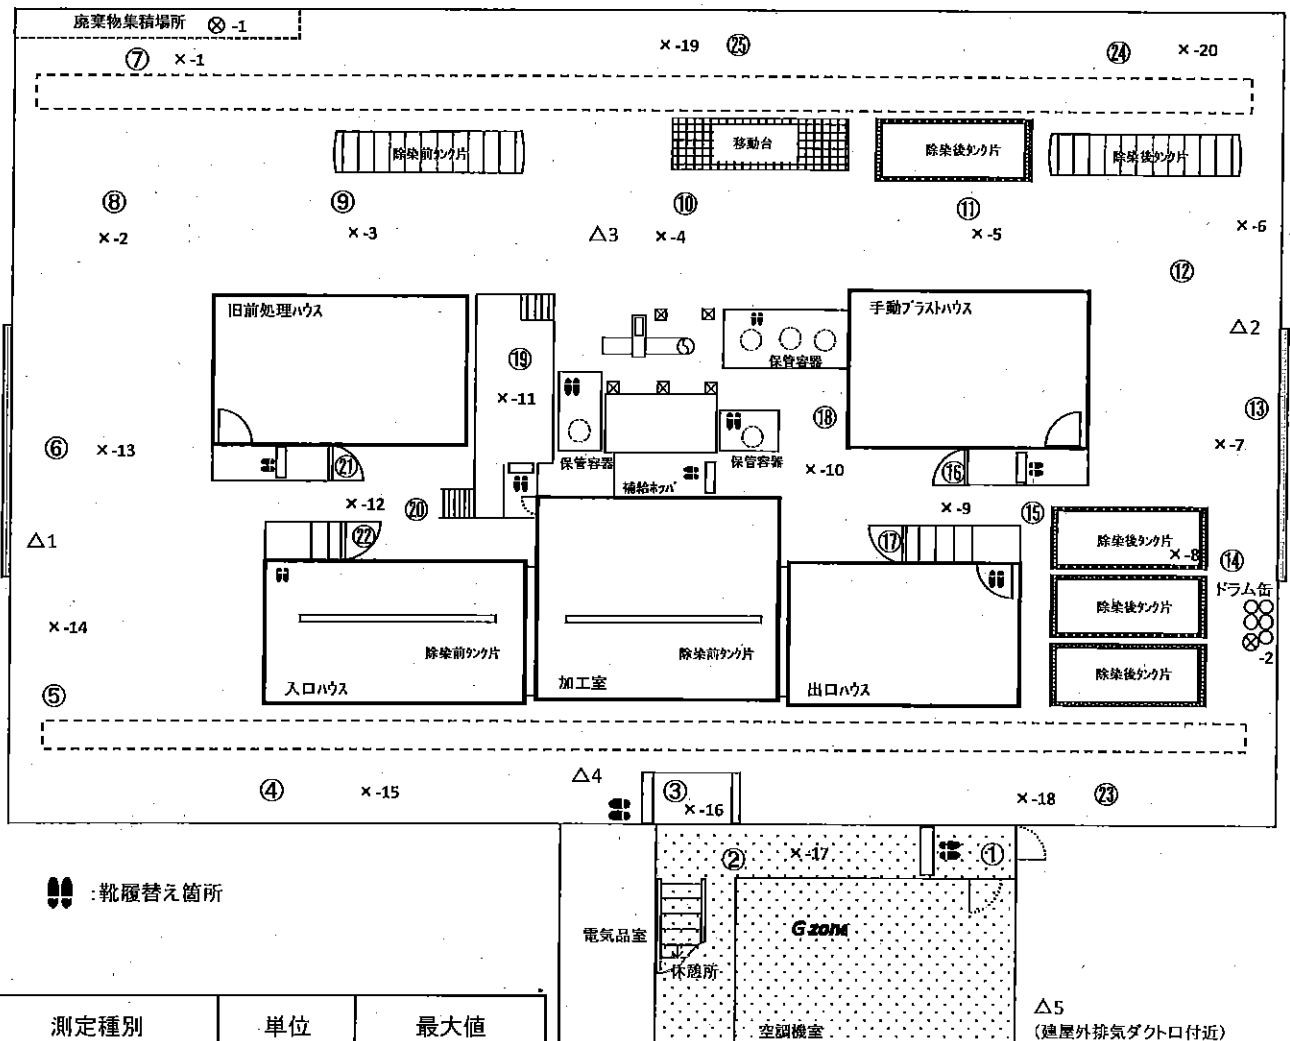 廃棄物集積場所 ⊗ -1
⑦ × -1
× -19 ㉕
㉔ × -20
除染前タンク片
移動台
除染後タンク片
除染後タンク片
⑧
⑨
⑩
⑪
× -2
× -3
△3 × -4
× -5
× -6
⑫
旧前処理ハウス
手動ブラストハウス
△2
⑲
保管容器
× -11
⑱
⑬
⑥ × -13
× -7
㉑
保管容器
保管容器
× -10
⑯
補給ホッパ
× -12 ⑳
× -9 ⑮
△1
㉒
⑰
除染後タンク片
× -8 ⑭
ドラム缶
除染後タンク片
× -14
-2
除染前タンク片
除染前タンク片
除染後タンク片
入口ハウス
加工室
出口ハウス
⑤
④ × -15
△4
③ × -16
× -18 ㉓
② × -17 ①
:靴履替え箇所
電気品室
G zone
休憩所
測定種別 単位 最大値
空調機室
△5
(建屋外排気ダクト口付近)